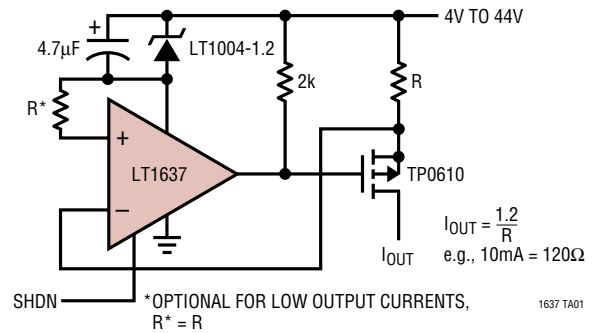 4V TO 44V
+
4.7µF
LT1004-1.2
2k
R
R*
+
LT1637
TP0610
−
I_OUT = 1.2/R
I_OUT
e.g., 10mA = 120Ω
SHDN
*OPTIONAL FOR LOW OUTPUT CURRENTS,
R* = R
1637 TA01